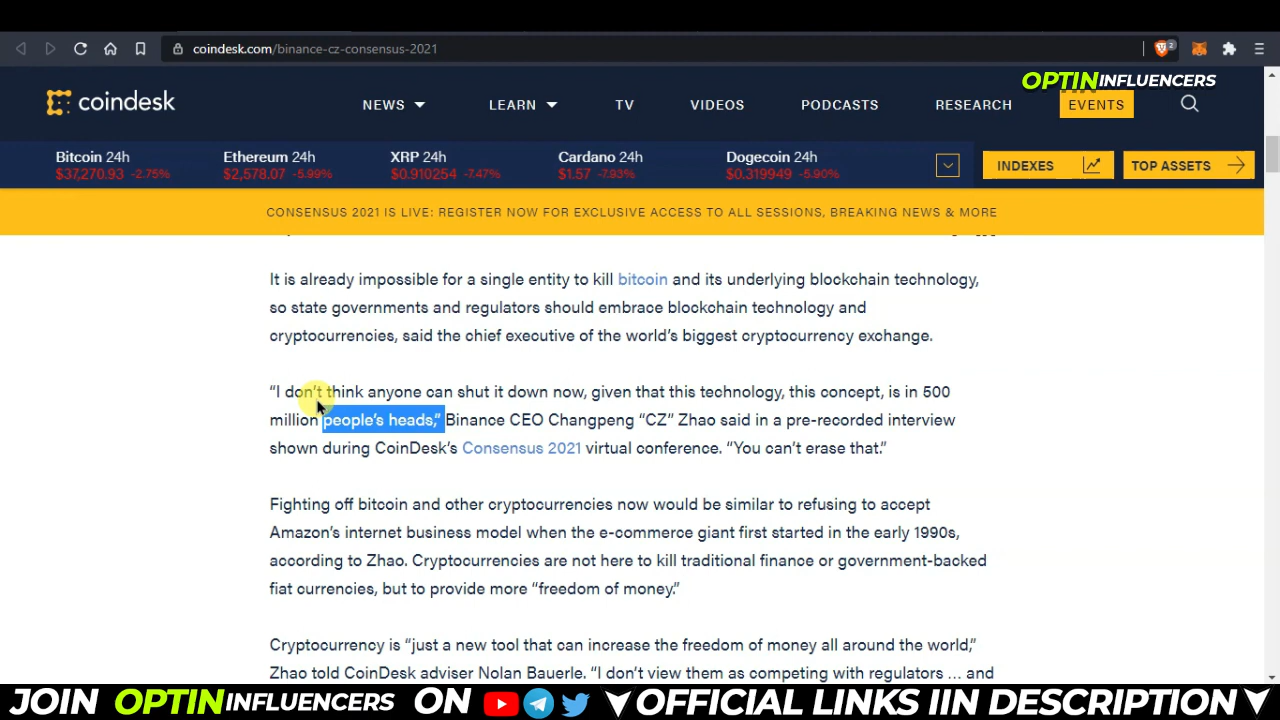 coindesk.com/binance-cz-consensus-2021
2
OPTIN INFLUENCERS
coindesk
NEWS LEARN TV VIDEOS PODCASTS RESEARCH EVENTS
Bitcoin 24h Ethereum 24h XRP 24h Cardano 24h Dogecoin 24h
$37,270.93 -2.75% $2,578.07 -5.99% $0.910254 -7.47% $1.57 -7.93% $0.319949 -5.90%
INDEXES TOP ASSETS
CONSENSUS 2021 IS LIVE: REGISTER NOW FOR EXCLUSIVE ACCESS TO ALL SESSIONS, BREAKING NEWS & MORE
It is already impossible for a single entity to kill bitcoin and its underlying blockchain technology,
so state governments and regulators should embrace blockchain technology and
cryptocurrencies, said the chief executive of the world’s biggest cryptocurrency exchange.
“I don’t think anyone can shut it down now, given that this technology, this concept, is in 500
million people’s heads,” Binance CEO Changpeng “CZ” Zhao said in a pre-recorded interview
shown during CoinDesk’s Consensus 2021 virtual conference. “You can’t erase that.”
Fighting off bitcoin and other cryptocurrencies now would be similar to refusing to accept
Amazon’s internet business model when the e-commerce giant first started in the early 1990s,
according to Zhao. Cryptocurrencies are not here to kill traditional finance or government-backed
fiat currencies, but to provide more “freedom of money.”
Cryptocurrency is “just a new tool that can increase the freedom of money all around the world,”
Zhao told CoinDesk adviser Nolan Bauerle. “I don’t view them as competing with regulators … and
JOIN OPTIN INFLUENCERS ON OFFICIAL LINKS IIN DESCRIPTION